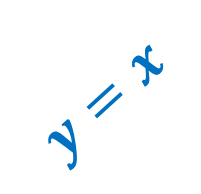 y = x